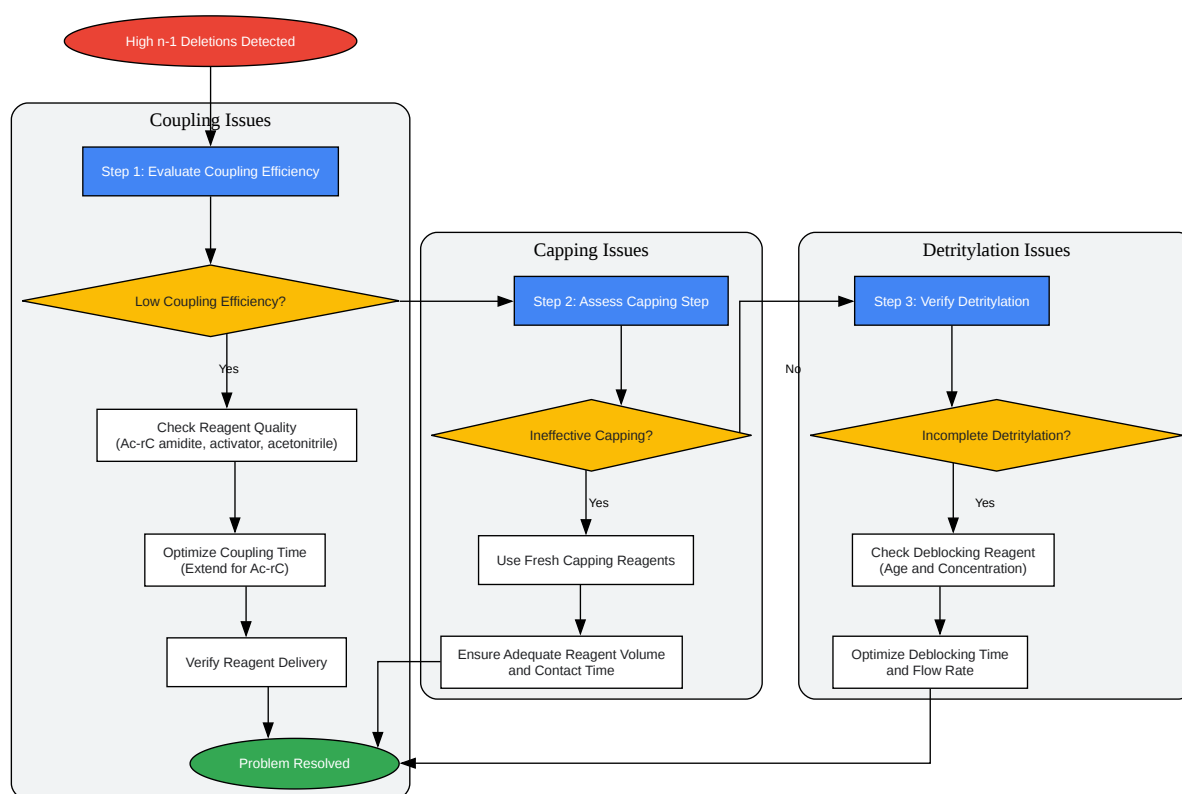 High n-1 Deletions Detected
Coupling Issues
Step 1: Evaluate Coupling Efficiency
Low Coupling Efficiency?
Yes
Check Reagent Quality
(Ac-rC amidite, activator, acetonitrile)
Optimize Coupling Time
(Extend for Ac-rC)
Verify Reagent Delivery
Problem Resolved
Capping Issues
Step 2: Assess Capping Step
Ineffective Capping?
Yes
Use Fresh Capping Reagents
Ensure Adequate Reagent Volume
and Contact Time
No
Detritylation Issues
Step 3: Verify Detritylation
Incomplete Detritylation?
Yes
Check Deblocking Reagent
(Age and Concentration)
Optimize Deblocking Time
and Flow Rate